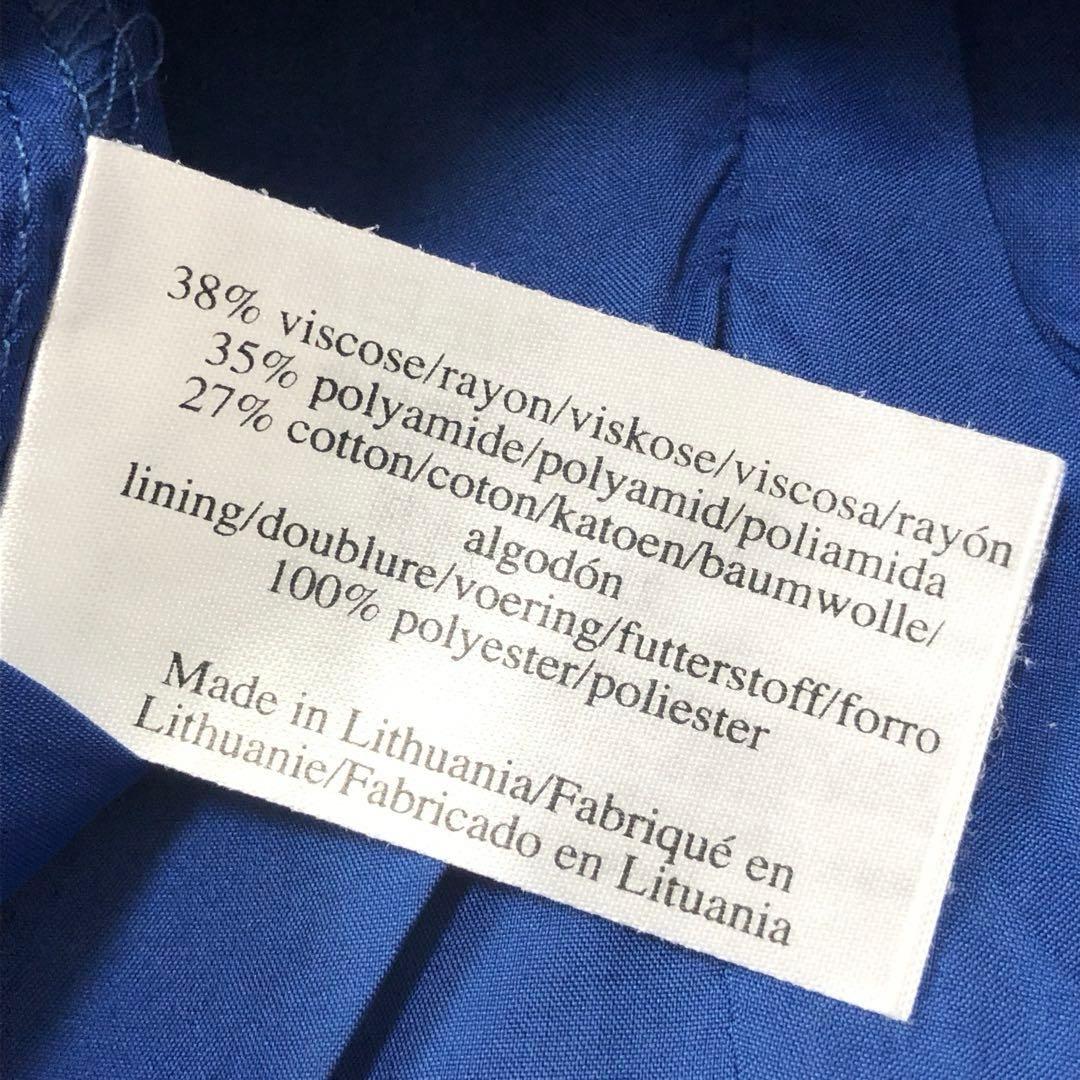 38% viscose/rayon/viskose/viscosa/rayón
35% polyamide/polyamid/poliamida
27% cotton/coton/katoen/baumwolle/
algodón
lining/doublure/voering/futterstoff/forro
100% polyester/poliester
Made in Lithuania/Fabriqué en
Lithuanie/Fabricado en Lituania